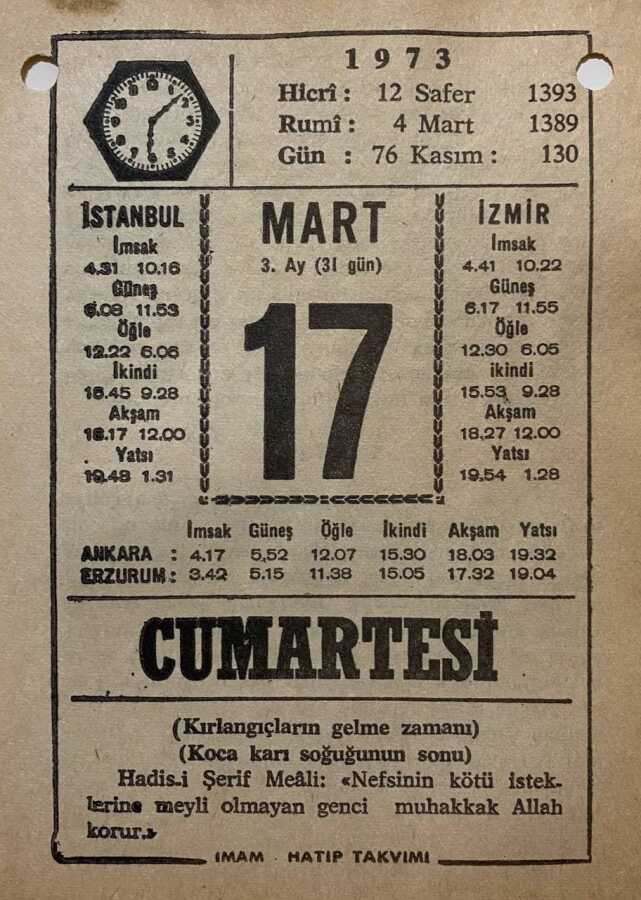 1973
Hicrî : 12 Safer 1393
Rumî : 4 Mart 1389
Gün : 76 Kasım : 130
İSTANBUL
İmsak
4.31 10.16
Güneş
6.08 11.53
Öğle
12.22 6.06
İkindi
15.45 9.28
Akşam
18.17 12.00
Yatsı
19.48 1.31
MART
3. Ay (31 gün)
17
İZMİR
İmsak
4.41 10.22
Güneş
6.17 11.55
Öğle
12.30 6.05
ikindi
15.53 9.28
Akşam
18.27 12.00
Yatsı
19.54 1.28
İmsak Güneş Öğle İkindi Akşam Yatsı
ANKARA : 4.17 5,52 12.07 15.30 18.03 19.32
ERZURUM : 3.42 5.15 11.38 15.05 17.32 19.04
CUMARTESİ
(Kırlangıçların gelme zamanı)
(Koca karı soğuğunun sonu)
Hadis-i Şerif Meâli: «Nefsinin kötü istek-
lerine meyli olmayan genci muhakkak Allah
korur.»
İMAM - HATİP TAKVİMİ